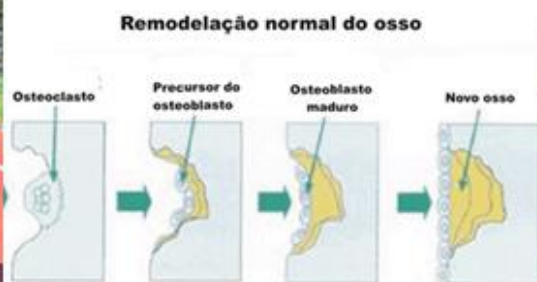 Remodelação normal do osso
Osteoclasto
Precursor do
osteoblasto
Osteoblasto
maduro
Novo osso